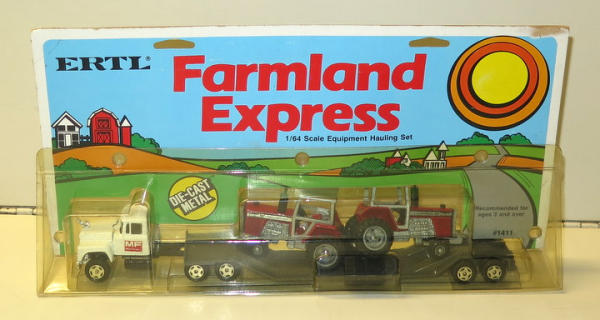 ERTL®
Farmland
Express
1/64 Scale Equipment Hauling Set
DIE-CAST
METAL
MF
Recommended for
ages 3 and over
#1411